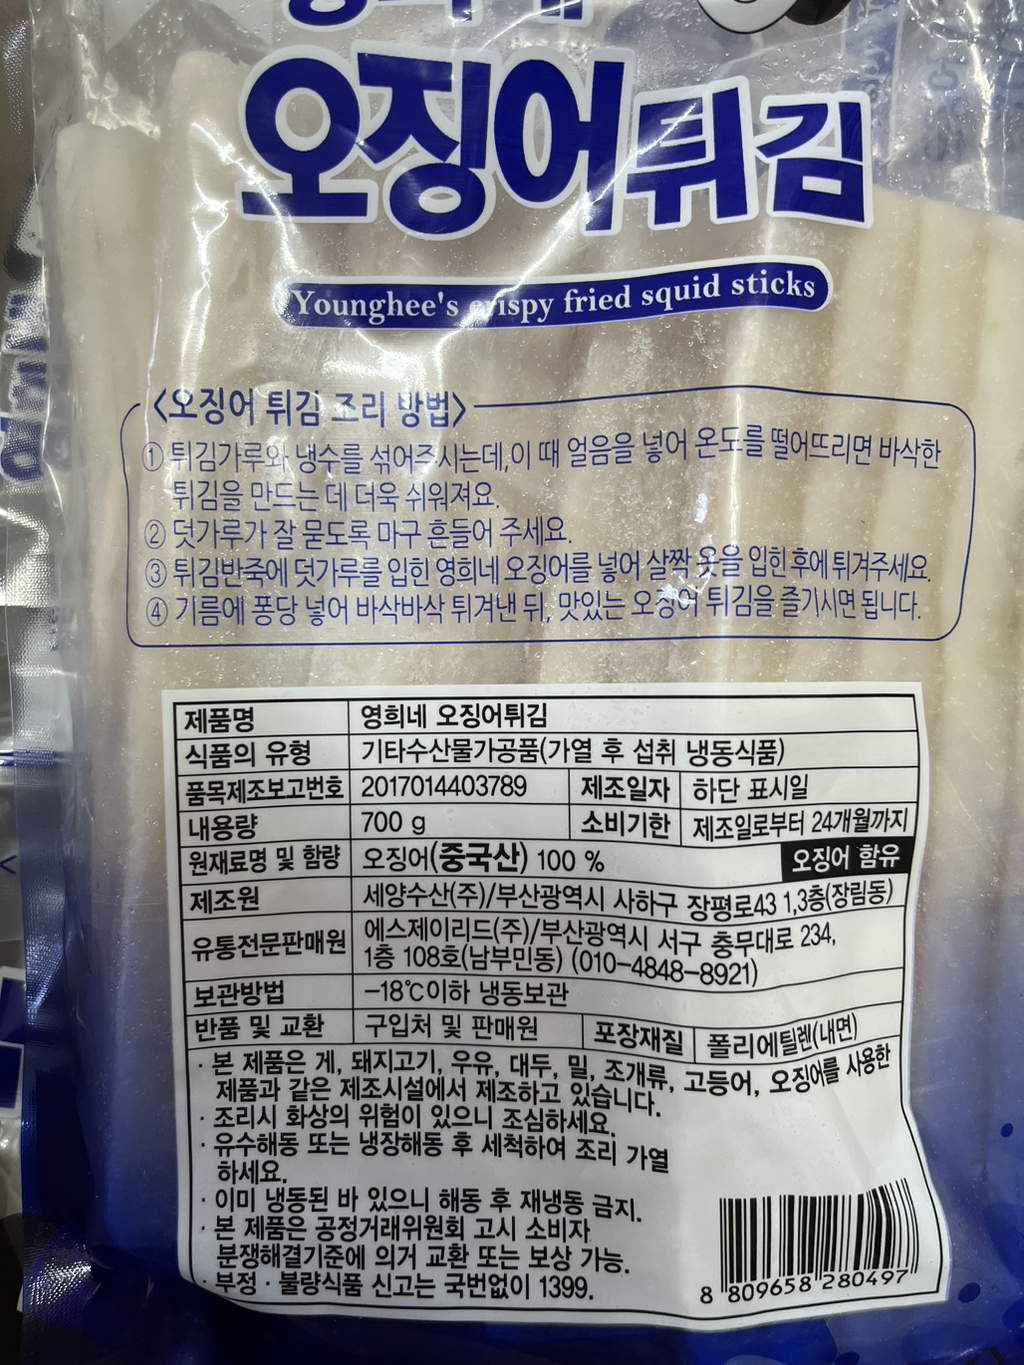 오징어튀김
Younghee's crispy fried squid sticks
<오징어 튀김 조리 방법>
① 튀김가루와 냉수를 섞어주시는데,이 때 얼음을 넣어 온도를 떨어뜨리면 바삭한
튀김을 만드는 데 더욱 쉬워져요.
② 덧가루가 잘 묻도록 마구 흔들어 주세요.
③ 튀김반죽에 덧가루를 입힌 영희네 오징어를 넣어 살짝 옷을 입힌 후에 튀겨주세요.
④ 기름에 퐁당 넣어 바삭바삭 튀겨낸 뒤, 맛있는 오징어 튀김을 즐기시면 됩니다.
제품명 영희네 오징어튀김
식품의 유형 기타수산물가공품(가열 후 섭취 냉동식품)
품목제조보고번호 2017014403789 제조일자 하단 표시일
내용량 700 g 소비기한 제조일로부터 24개월까지
원재료명 및 함량 오징어(중국산) 100 % 오징어 함유
제조원 세양수산(주)/부산광역시 사하구 장평로43 1,3층(장림동)
유통전문판매원 에스제이리드(주)/부산광역시 서구 충무대로 234,
1층 108호(남부민동) (010-4848-8921)
보관방법 -18℃이하 냉동보관
반품 및 교환 구입처 및 판매원 포장재질 폴리에틸렌(내면)
· 본 제품은 게, 돼지고기, 우유, 대두, 밀, 조개류, 고등어, 오징어를 사용한
제품과 같은 제조시설에서 제조하고 있습니다.
· 조리시 화상의 위험이 있으니 조심하세요.
· 유수해동 또는 냉장해동 후 세척하여 조리 가열
하세요.
· 이미 냉동된 바 있으니 해동 후 재냉동 금지.
· 본 제품은 공정거래위원회 고시 소비자
분쟁해결기준에 의거 교환 또는 보상 가능.
· 부정 · 불량식품 신고는 국번없이 1399.
8 809658 280497